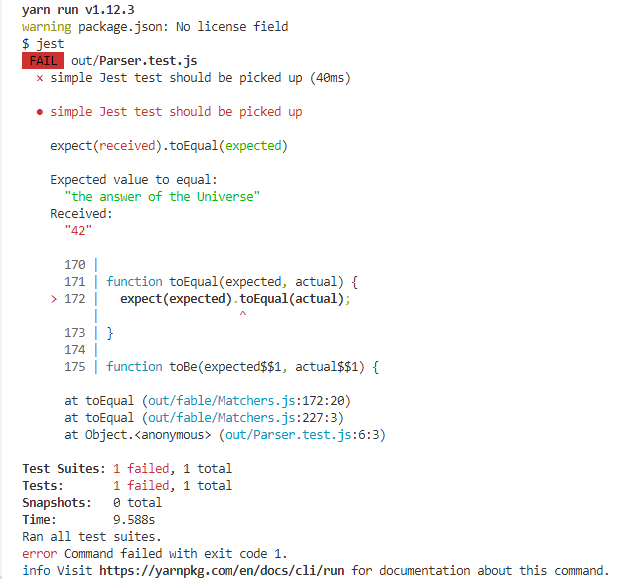 yarn run v1.12.3
warning package.json: No license field
$ jest
FAIL out/Parser.test.js
× simple Jest test should be picked up (40ms)
● simple Jest test should be picked up
expect(received).toEqual(expected)
Expected value to equal:
"the answer of the Universe"
Received:
"42"
170 |
171 | function toEqual(expected, actual) {
> 172 |   expect(expected).toEqual(actual);
|                    ^
173 | }
174 |
175 | function toBe(expected$$1, actual$$1) {
at toEqual (out/fable/Matchers.js:172:20)
at toEqual (out/fable/Matchers.js:227:3)
at Object.<anonymous> (out/Parser.test.js:6:3)
Test Suites: 1 failed, 1 total
Tests:       1 failed, 1 total
Snapshots:   0 total
Time:        9.588s
Ran all test suites.
error Command failed with exit code 1.
info Visit https://yarnpkg.com/en/docs/cli/run for documentation about this command.